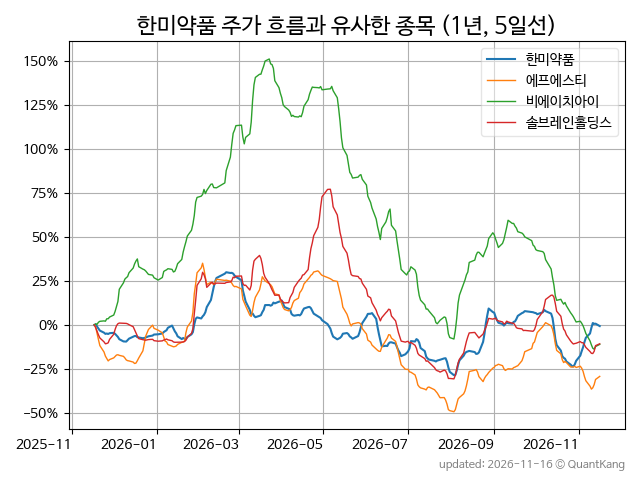 한미약품 주가 흐름과 유사한 종목 (1년, 5일선)
한미약품
에프에스티
비에이치아이
솔브레인홀딩스
150%
125%
100%
75%
50%
25%
0%
−25%
−50%
2025-11
2026-01
2026-03
2026-05
2026-07
2026-09
2026-11
updated: 2026-11-16 © QuantKang